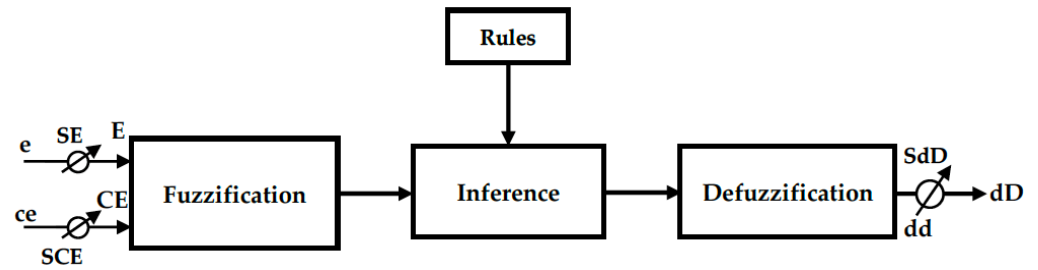 Rules
SE
E
e
Fuzzification
Inference
Defuzzification
SdD
dD
dd
CE
ce
SCE